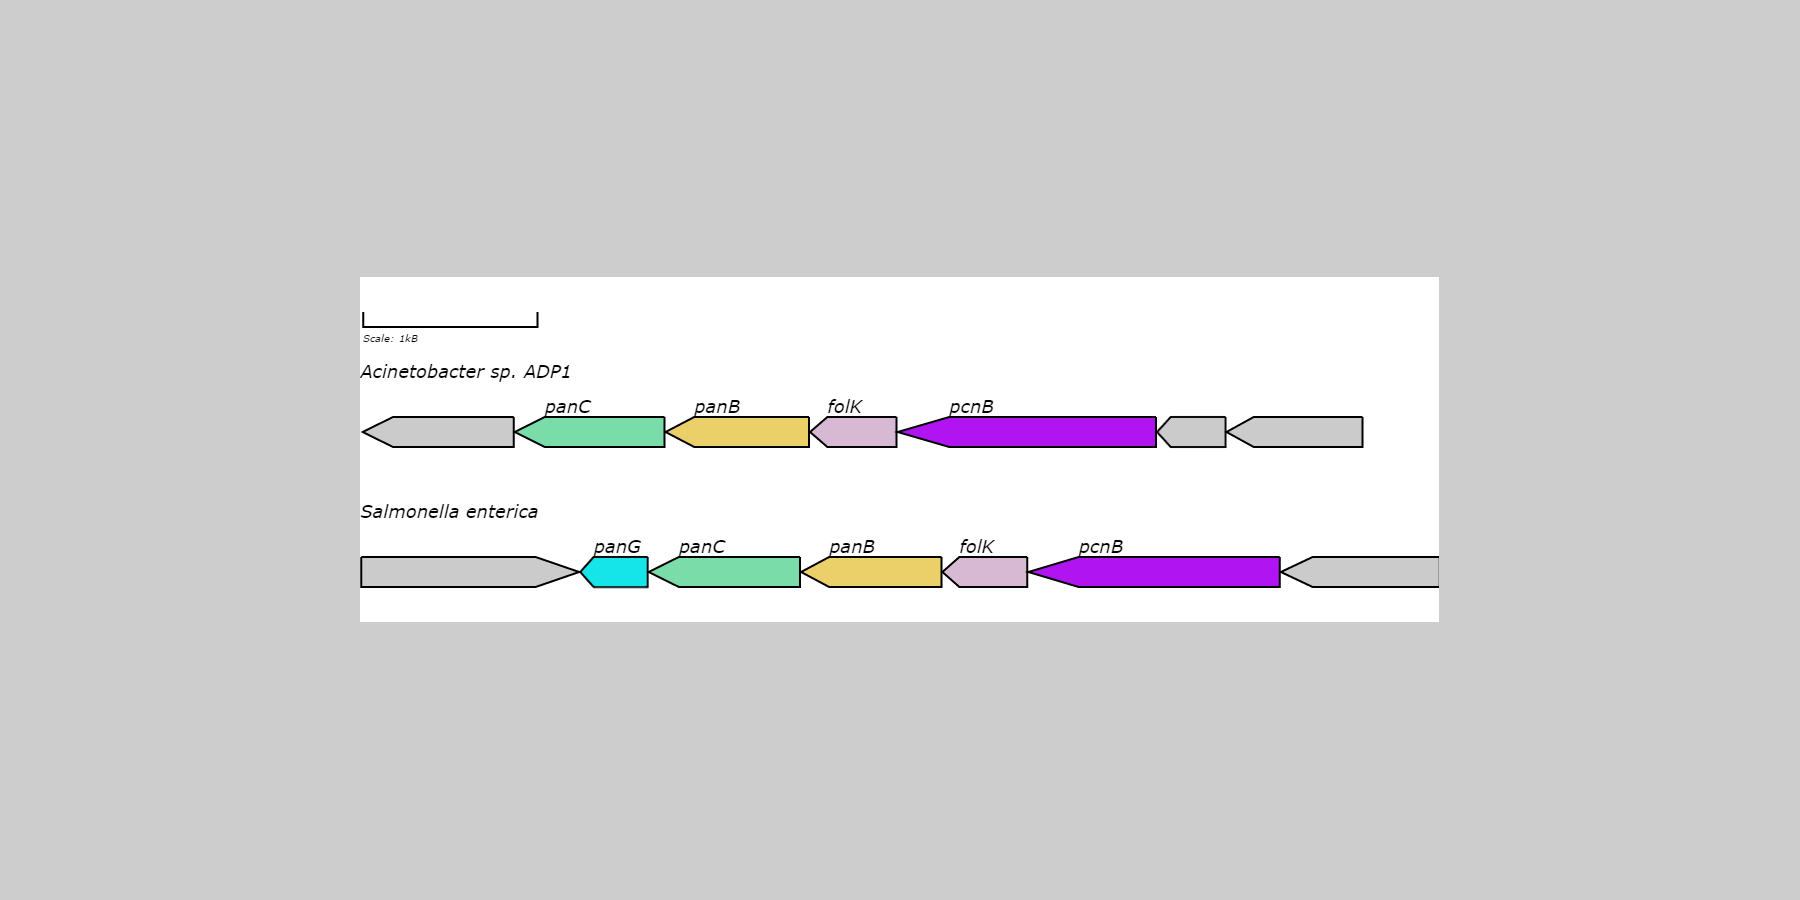 Scale: 1kB
Acinetobacter sp. ADP1
panC panB folK pcnB
Salmonella enterica
panG panC panB folK pcnB